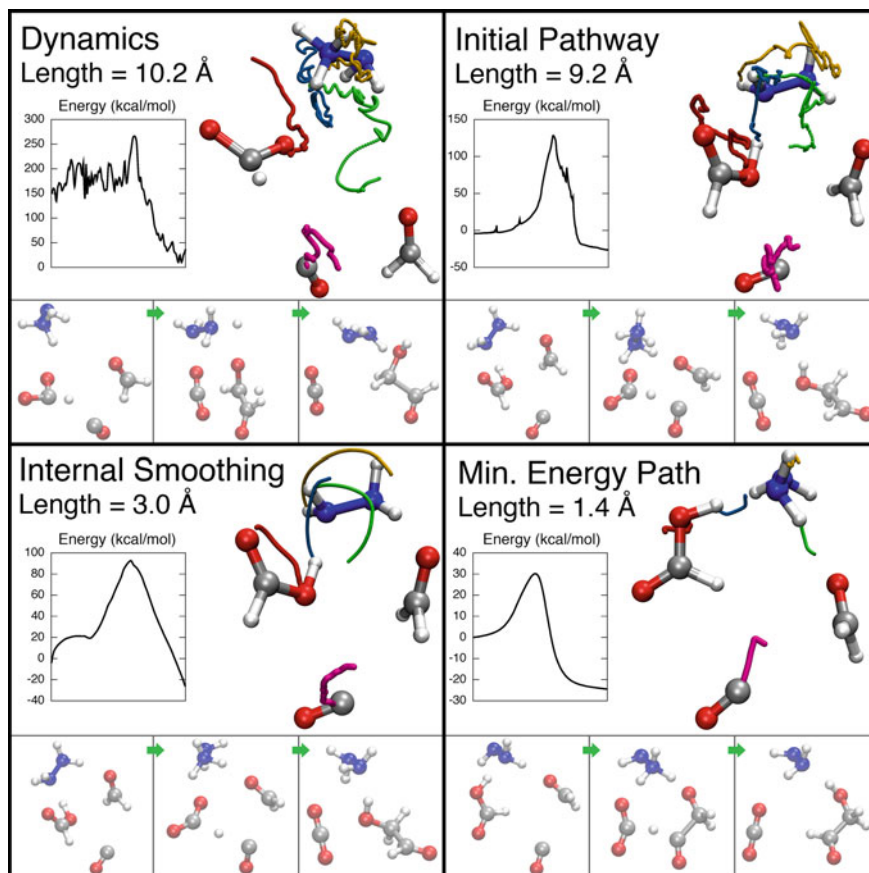 Dynamics
Length = 10.2 Å
Energy (kcal/mol)
300
250
200
150
100
50
0
Initial Pathway
Length = 9.2 Å
Energy (kcal/mol)
150
100
50
0
-50
Internal Smoothing
Length = 3.0 Å
Energy (kcal/mol)
100
80
60
40
20
0
-20
-40
Min. Energy Path
Length = 1.4 Å
Energy (kcal/mol)
40
30
20
10
0
-10
-20
-30